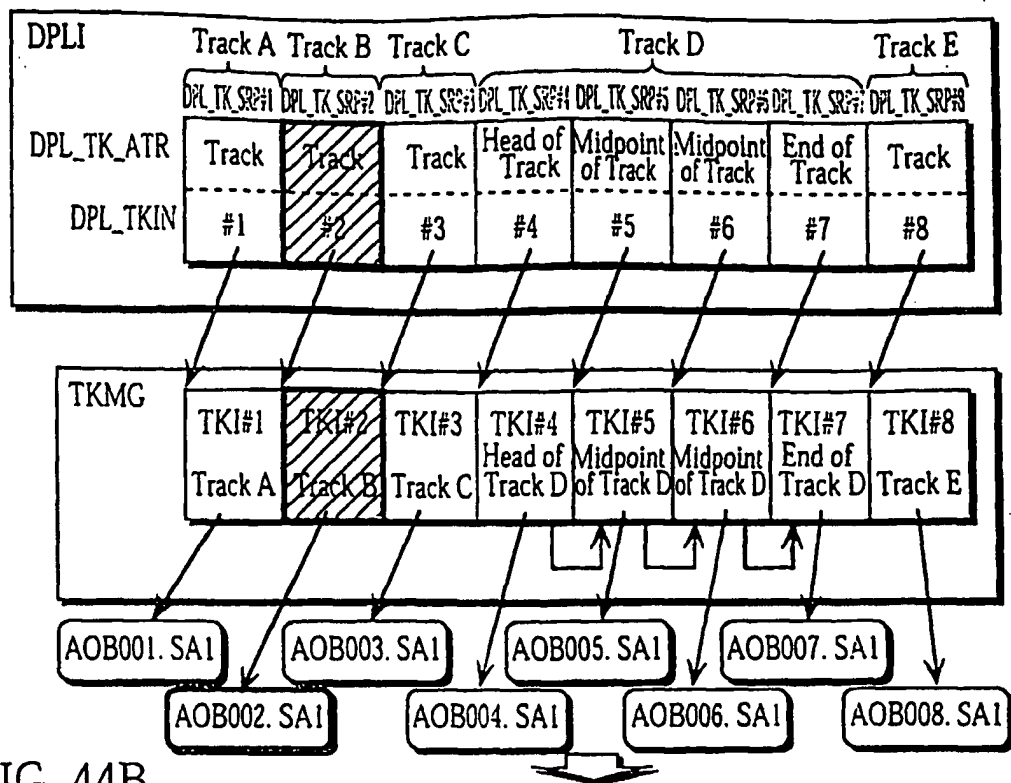 DPLI
Track A Track B Track C Track D Track E
DPL_TK_SRP#1 DPL_TK_SRP#2 DPL_TK_SRP#3 DPL_TK_SRP#4 DPL_TK_SRP#5 DPL_TK_SRP#6 DPL_TK_SRP#7 DPL_TK_SRP#8
DPL_TK_ATR
Track Track Track Head of Track Midpoint of Track Midpoint of Track End of Track Track
DPL_TKIN
#1 #2 #3 #4 #5 #6 #7 #8
TKMG
TKI#1 TKI#2 TKI#3 TKI#4 TKI#5 TKI#6 TKI#7 TKI#8
Track A Track B Track C Head of Track D Midpoint of Track D Midpoint of Track D End of Track D Track E
AOB001. SA1 AOB003. SA1 AOB005. SA1 AOB007. SA1
AOB002. SA1 AOB004. SA1 AOB006. SA1 AOB008. SA1
IG. 44B